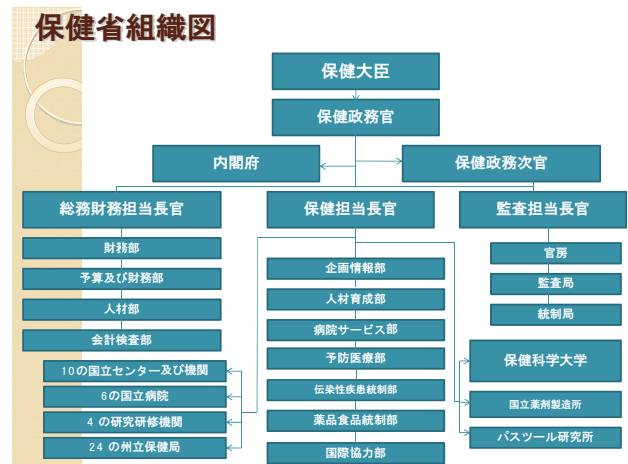 保健省組織図
保健大臣
保健政務官
内閣府
保健政務次官
総務財務担当長官
保健担当長官
監査担当長官
財務部
予算及び財務部
人材部
会計検査部
10の国立センター及び機関
6の国立病院
4 の研究研修機関
24 の州立保健局
企画情報部
人材育成部
病院サービス部
予防医療部
伝染性疾患統制部
薬品食品統制部
国際協力部
官房
監査局
統制局
保健科学大学
国立薬剤製造所
パスツール研究所